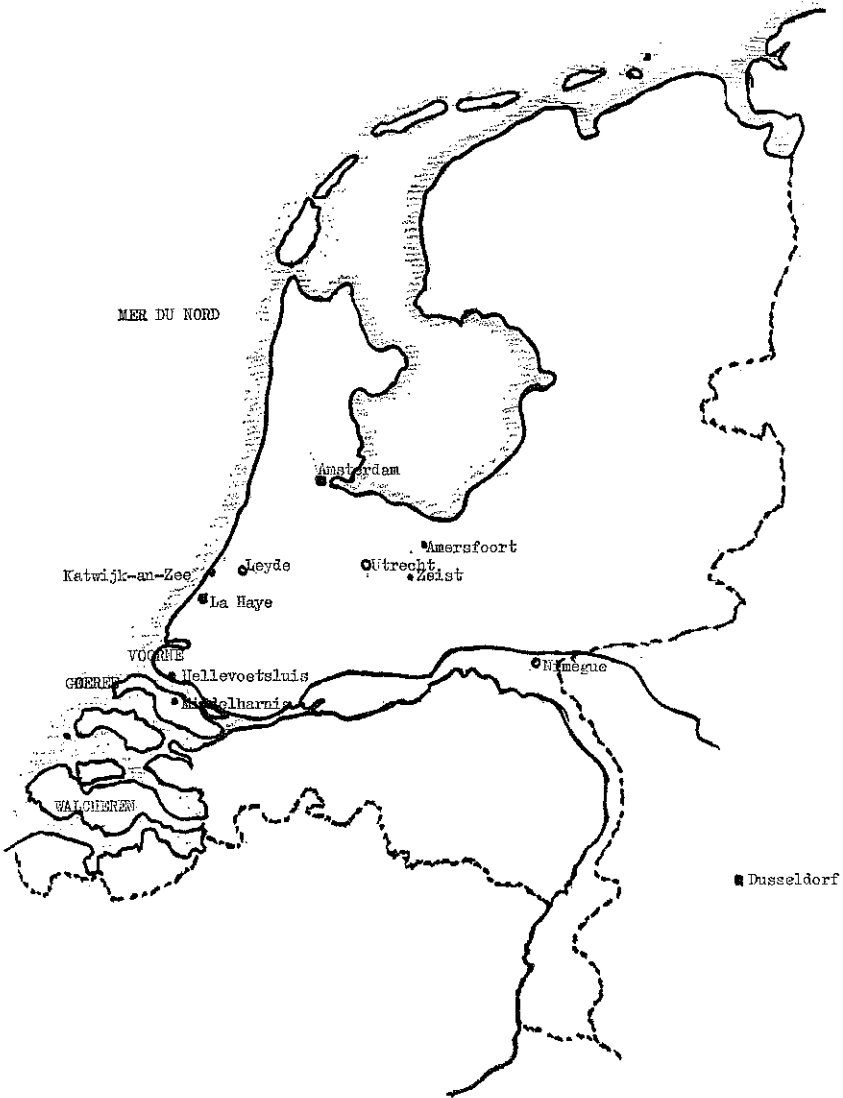 MER DU NORD
Amsterdam
Amersfoort
Utrecht
Zeist
Katwijk-an-Zee
Leyde
La Haye
VOORNE
Hellevoetsluis
Nimegue
GOEREE
Middelharnis
WALCHEREN
Dusseldorf